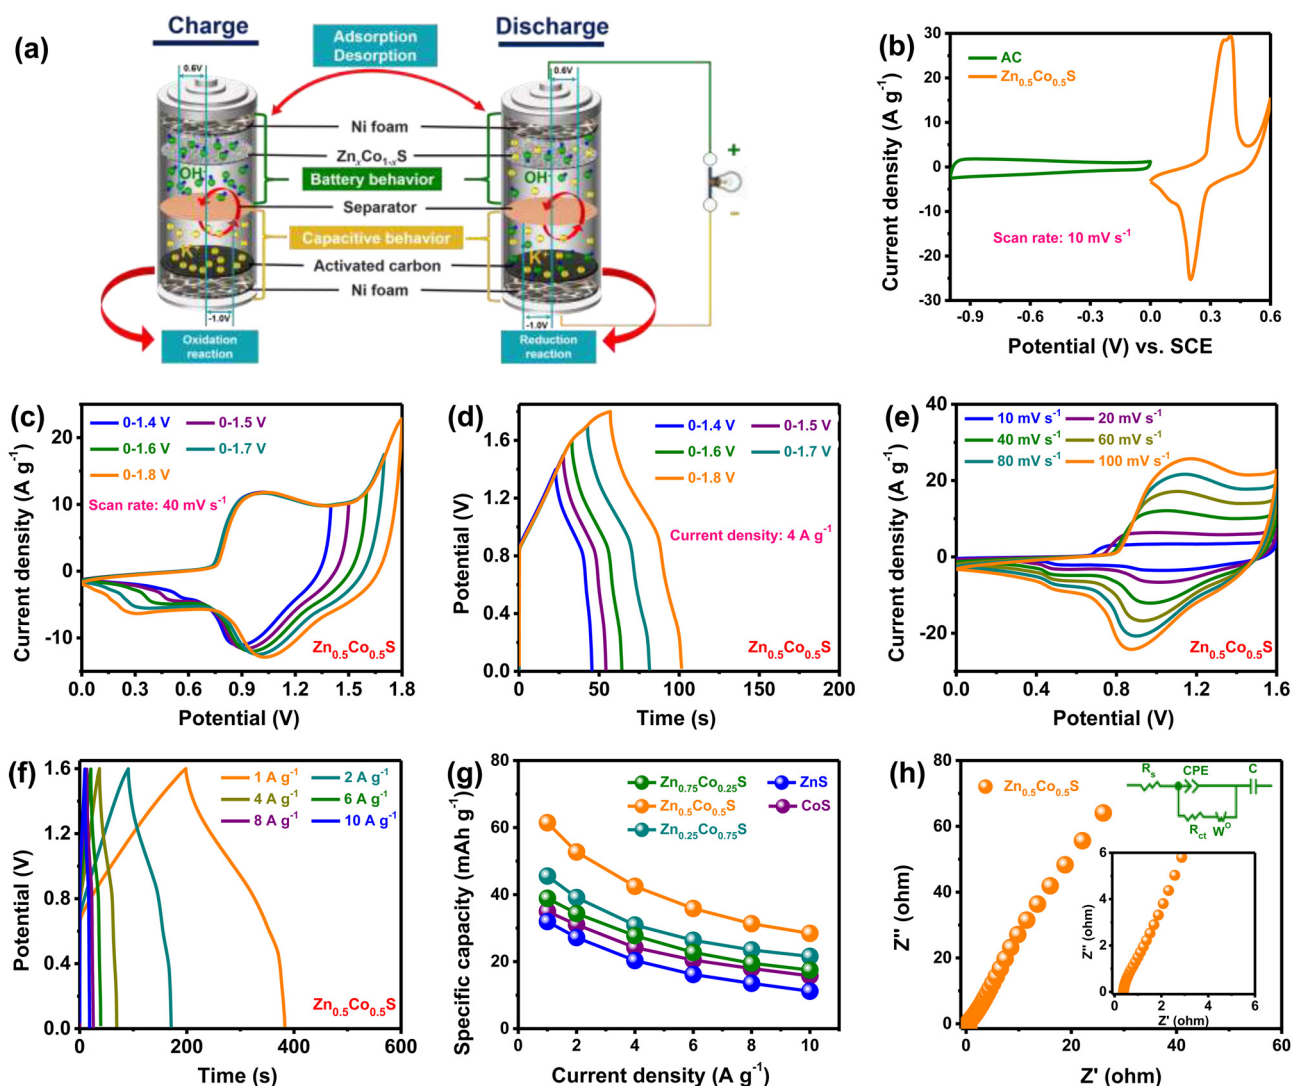 (a)
Charge
Discharge
Adsorption
Desorption
0.6V
0.6V
Ni foam
ZnₓCo₁₋ₓS
OH⁻
OH⁻
Battery behavior
Separator
Capacitive behavior
K⁺
K⁺
Activated carbon
Ni foam
-1.0V
-1.0V
Oxidation
reaction
Reduction
reaction
+
−
(b)
AC
Zn₀.₅Co₀.₅S
Scan rate: 10 mV s⁻¹
Current density (A g⁻¹)
30
20
10
0
-10
-20
-30
-0.9 -0.6 -0.3 0.0 0.3 0.6
Potential (V) vs. SCE
(c)
0-1.4 V 0-1.5 V
0-1.6 V 0-1.7 V
0-1.8 V
Scan rate: 40 mV s⁻¹
Zn₀.₅Co₀.₅S
Current density (A g⁻¹)
20
10
0
-10
0.0 0.3 0.6 0.9 1.2 1.5 1.8
Potential (V)
(d)
0-1.4 V 0-1.5 V
0-1.6 V 0-1.7 V
0-1.8 V
Current density: 4 A g⁻¹
Zn₀.₅Co₀.₅S
Potential (V)
1.6
1.2
0.8
0.4
0.0
0 50 100 150 200
Time (s)
(e)
10 mV s⁻¹ 20 mV s⁻¹
40 mV s⁻¹ 60 mV s⁻¹
80 mV s⁻¹ 100 mV s⁻¹
Zn₀.₅Co₀.₅S
Current density (A g⁻¹)
40
20
0
-20
0.0 0.4 0.8 1.2 1.6
Potential (V)
(f)
1 A g⁻¹ 2 A g⁻¹
4 A g⁻¹ 6 A g⁻¹
8 A g⁻¹ 10 A g⁻¹
Zn₀.₅Co₀.₅S
Potential (V)
1.6
1.2
0.8
0.4
0.0
0 200 400 600
Time (s)
(g)
Zn₀.₇₅Co₀.₂₅S ZnS
Zn₀.₅Co₀.₅S CoS
Zn₀.₂₅Co₀.₇₅S
Specific capacity (mAh g⁻¹)
80
60
40
20
0
0 2 4 6 8 10
Current density (A g⁻¹)
(h)
Zn₀.₅Co₀.₅S
Rs CPE C
Rct Wo
Z'' (ohm)
80
60
40
20
0
0 10 20 30 40 50 60
Z' (ohm)
Z'' (ohm)
6
4
2
0
0 2 4 6
Z' (ohm)